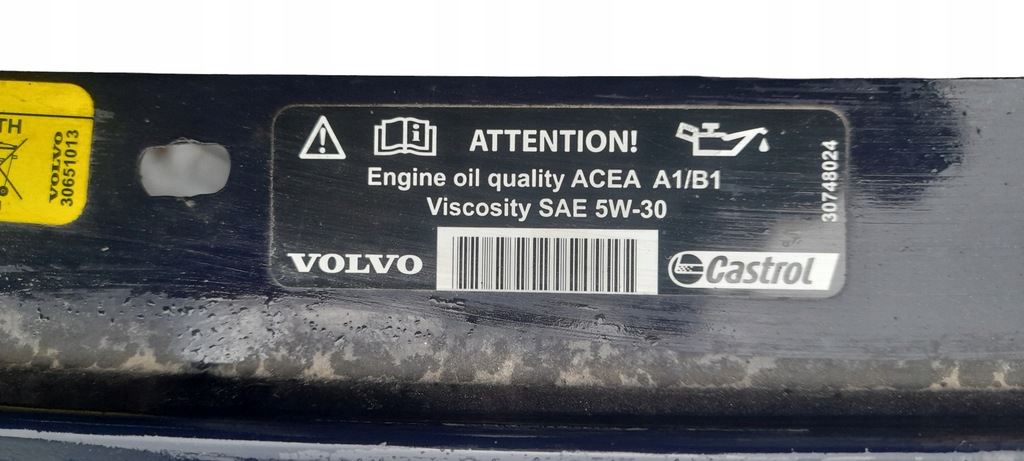 TH
VOLVO
30651013
ATTENTION!
Engine oil quality ACEA A1/B1
Viscosity SAE 5W-30
30748024
VOLVO
Castrol